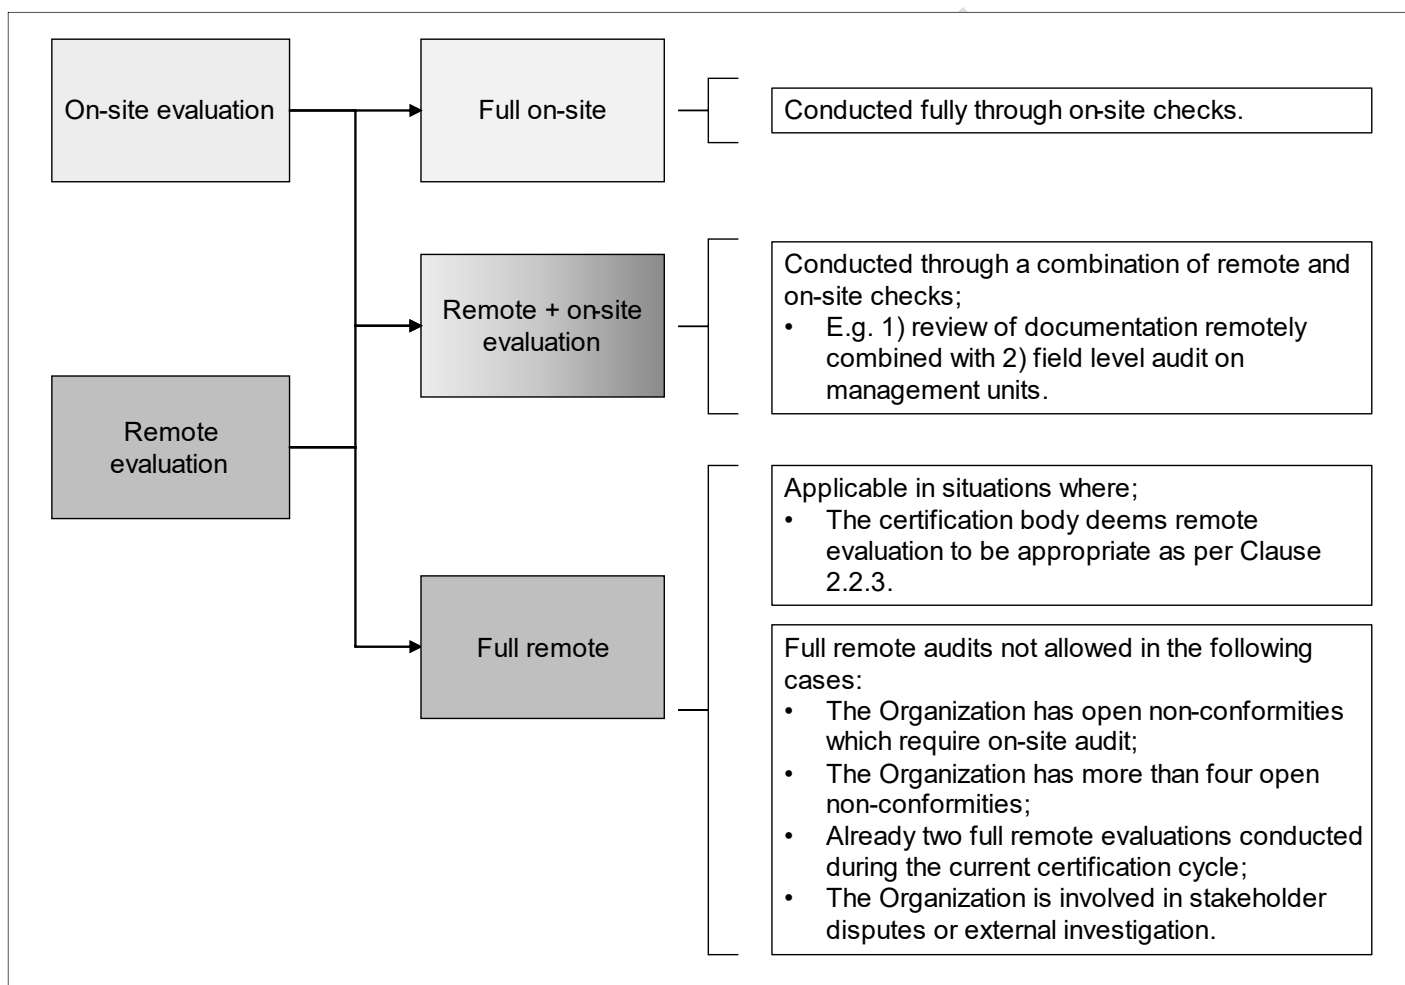 On-site evaluation
Full on-site
Conducted fully through on-site checks.
Remote + on-site
evaluation
Conducted through a combination of remote and
on-site checks;
• E.g. 1) review of documentation remotely
combined with 2) field level audit on
management units.
Remote
evaluation
Full remote
Applicable in situations where;
• The certification body deems remote
evaluation to be appropriate as per Clause
2.2.3.
Full remote audits not allowed in the following
cases:
• The Organization has open non-conformities
which require on-site audit;
• The Organization has more than four open
non-conformities;
• Already two full remote evaluations conducted
during the current certification cycle;
• The Organization is involved in stakeholder
disputes or external investigation.